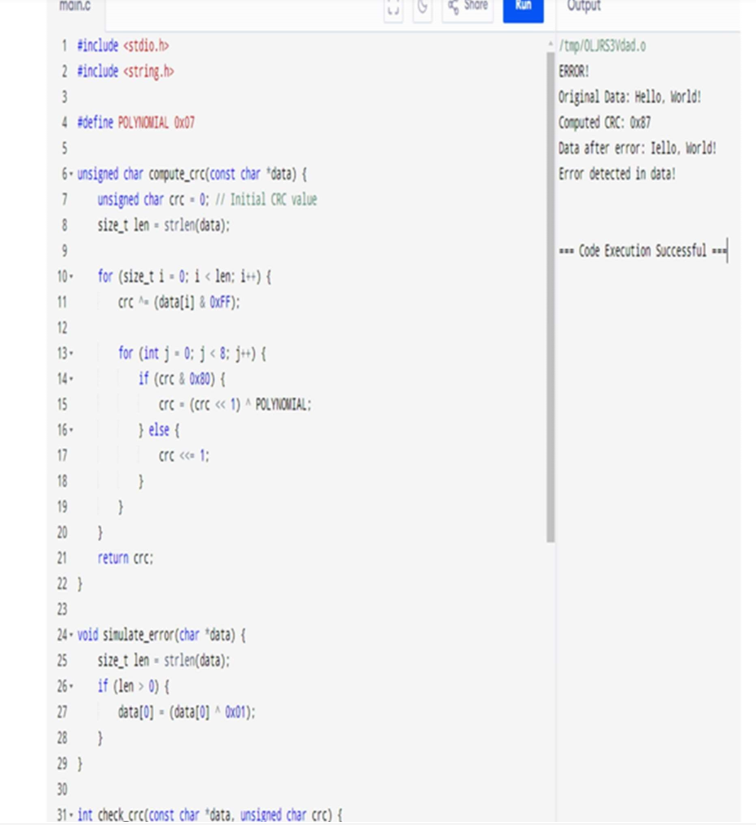 main.c
Share
Run
Output
1 #include <stdio.h>
2 #include <string.h>
3
4 #define POLYNOMIAL 0x07
5
6 unsigned char compute_crc(const char *data) {
7 unsigned char crc = 0; // Initial CRC value
8 size_t len = strlen(data);
9
10 for (size_t i = 0; i < len; i++) {
11 crc ^= (data[i] & 0xFF);
12
13 for (int j = 0; j < 8; j++) {
14 if (crc & 0x80) {
15 crc = (crc << 1) ^ POLYNOMIAL;
16 } else {
17 crc <<= 1;
18 }
19 }
20 }
21 return crc;
22 }
23
24 void simulate_error(char *data) {
25 size_t len = strlen(data);
26 if (len > 0) {
27 data[0] = (data[0] ^ 0x01);
28 }
29 }
30
31 int check_crc(const char *data, unsigned char crc) {
/tmp/OLJRS3Vdad.o
ERROR!
Original Data: Hello, World!
Computed CRC: 0x87
Data after error: Iello, World!
Error detected in data!
=== Code Execution Successful ===